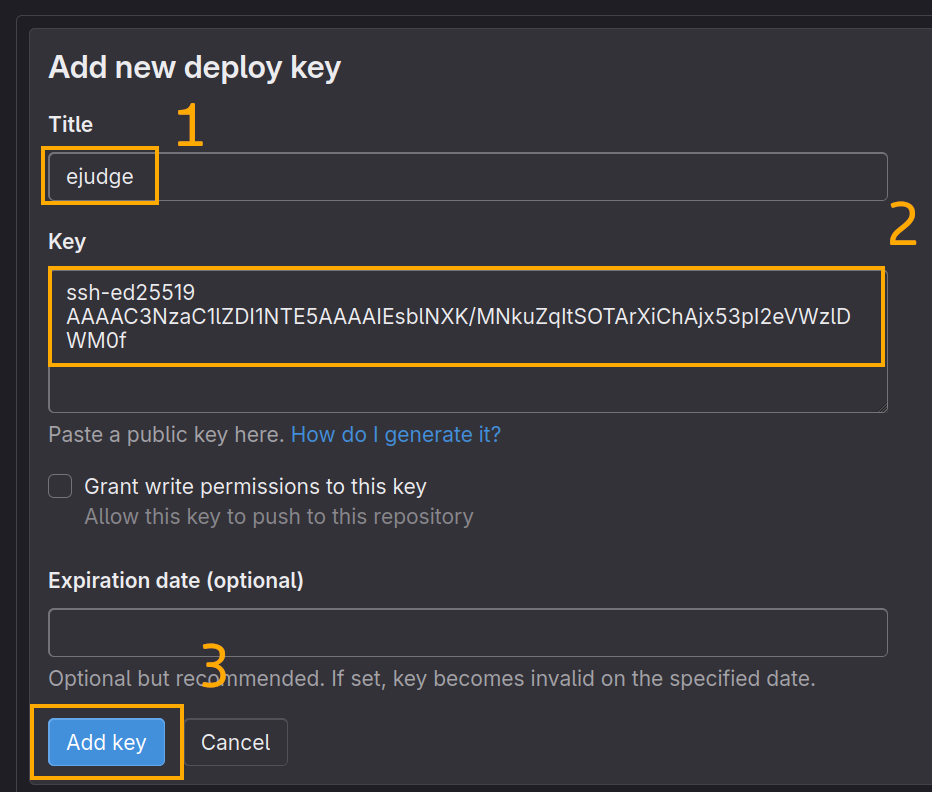 Add new deploy key
Title
1
ejudge
2
Key
ssh-ed25519
AAAAC3NzaC1lZDI1NTE5AAAAIEsblNXK/MNkuZqItSOTArXiChAjx53pI2eVWzlD
WM0f
Paste a public key here. How do I generate it?
Grant write permissions to this key
Allow this key to push to this repository
Expiration date (optional)
3
Optional but recommended. If set, key becomes invalid on the specified date.
Add key
Cancel